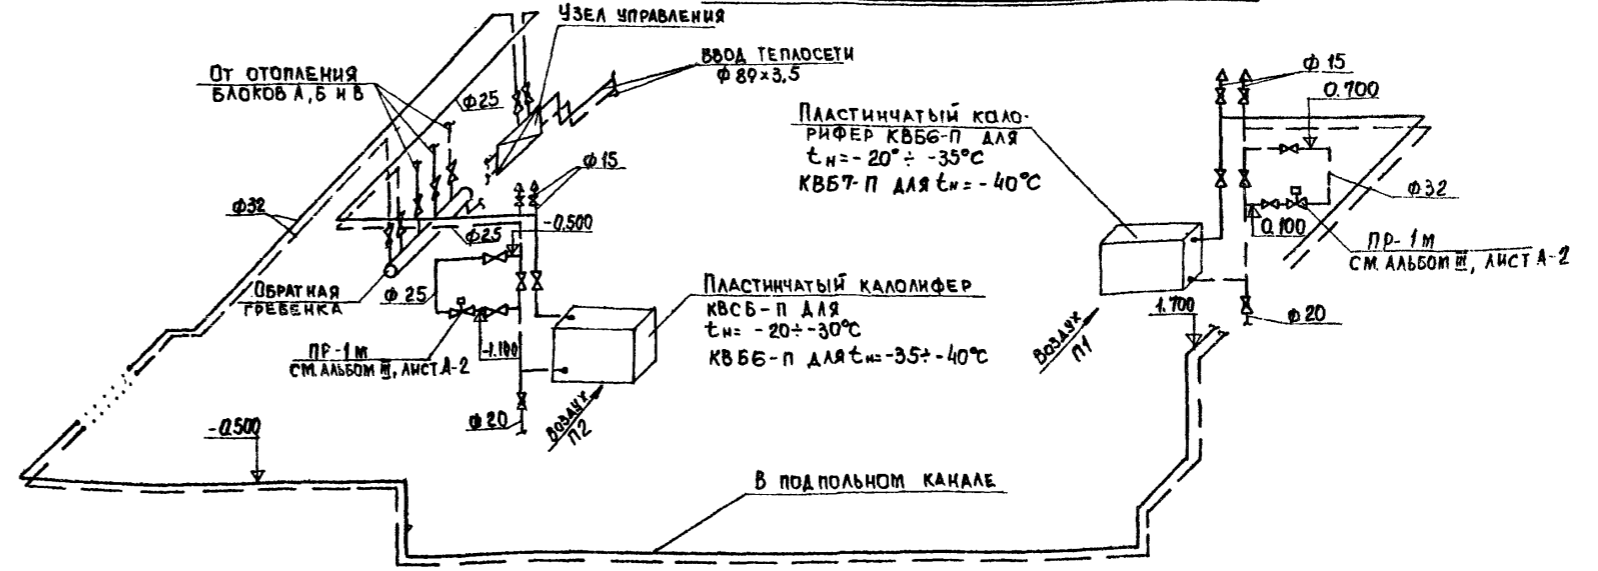 Узел управления
Ввод теплосети
Ф 89×3,5
От отопления
блоков А, Б и В
Ф25
Ф 15
Ф32
Ф25
-0.500
Обратная
гребенка
Ф 25
ПР-1м
см. альбом III, лист А-2
-1.100
Ф 20
Воздух
П2
Пластинчатый калолифер
КВСБ-П для
tн= -20÷ -30°С
КВБ6-П для tн=-35÷ -40°С
Пластинчатый кало-
рифер КВБ6-П для
tн=- 20°÷ -35°С
КВБ7-П для tн= - 40°С
Ф 15
0.700
Ф32
0.100
ПР-1м
см. альбом III, лист А-2
1.700
Ф 20
Воздух
П1
-0.500
В подпольном канале